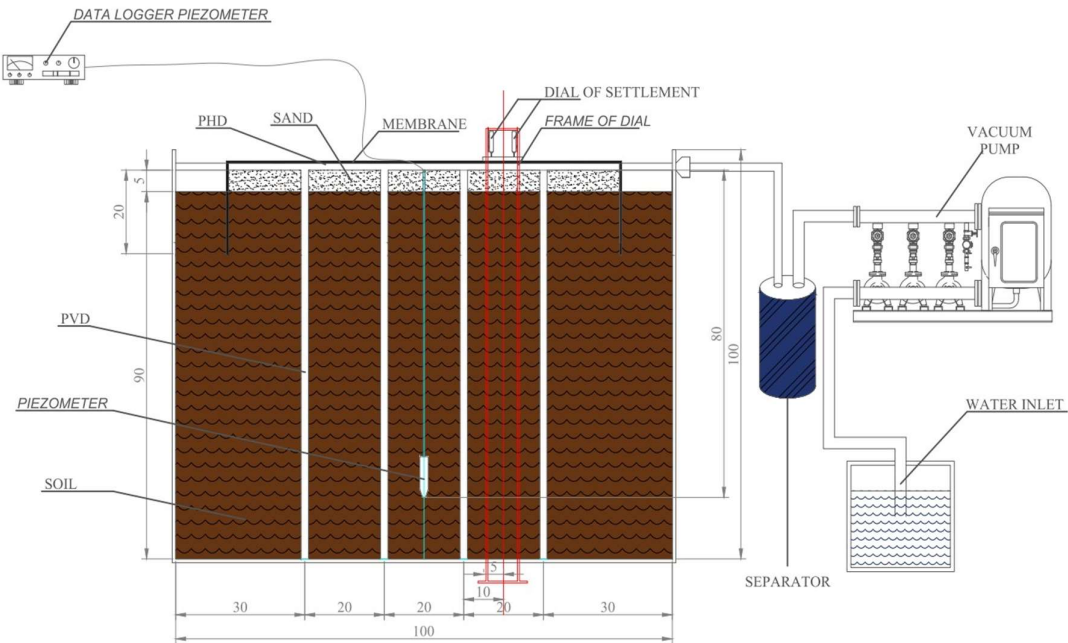 DATA LOGGER PIEZOMETER
DIAL OF SETTLEMENT
PHD
SAND
MEMBRANE
FRAME OF DIAL
VACUUM
PUMP
5
20
PVD
90
80
100
PIEZOMETER
WATER INLET
SOIL
SEPARATOR
5
10
30
20
20
20
30
100